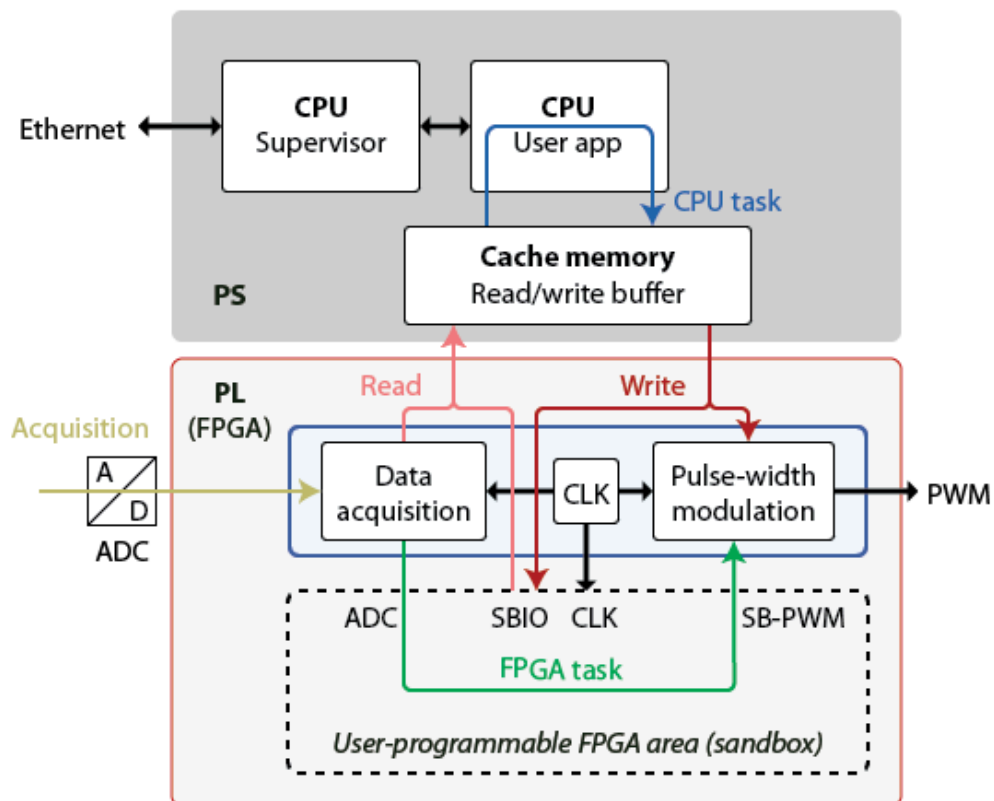 CPU
Supervisor
CPU
User app
Ethernet
CPU task
Cache memory
Read/write buffer
PS
PL
(FPGA)
Read
Write
Acquisition
A
D
ADC
Data
acquisition
CLK
Pulse-width
modulation
PWM
ADC
SBIO
CLK
SB-PWM
FPGA task
User-programmable FPGA area (sandbox)